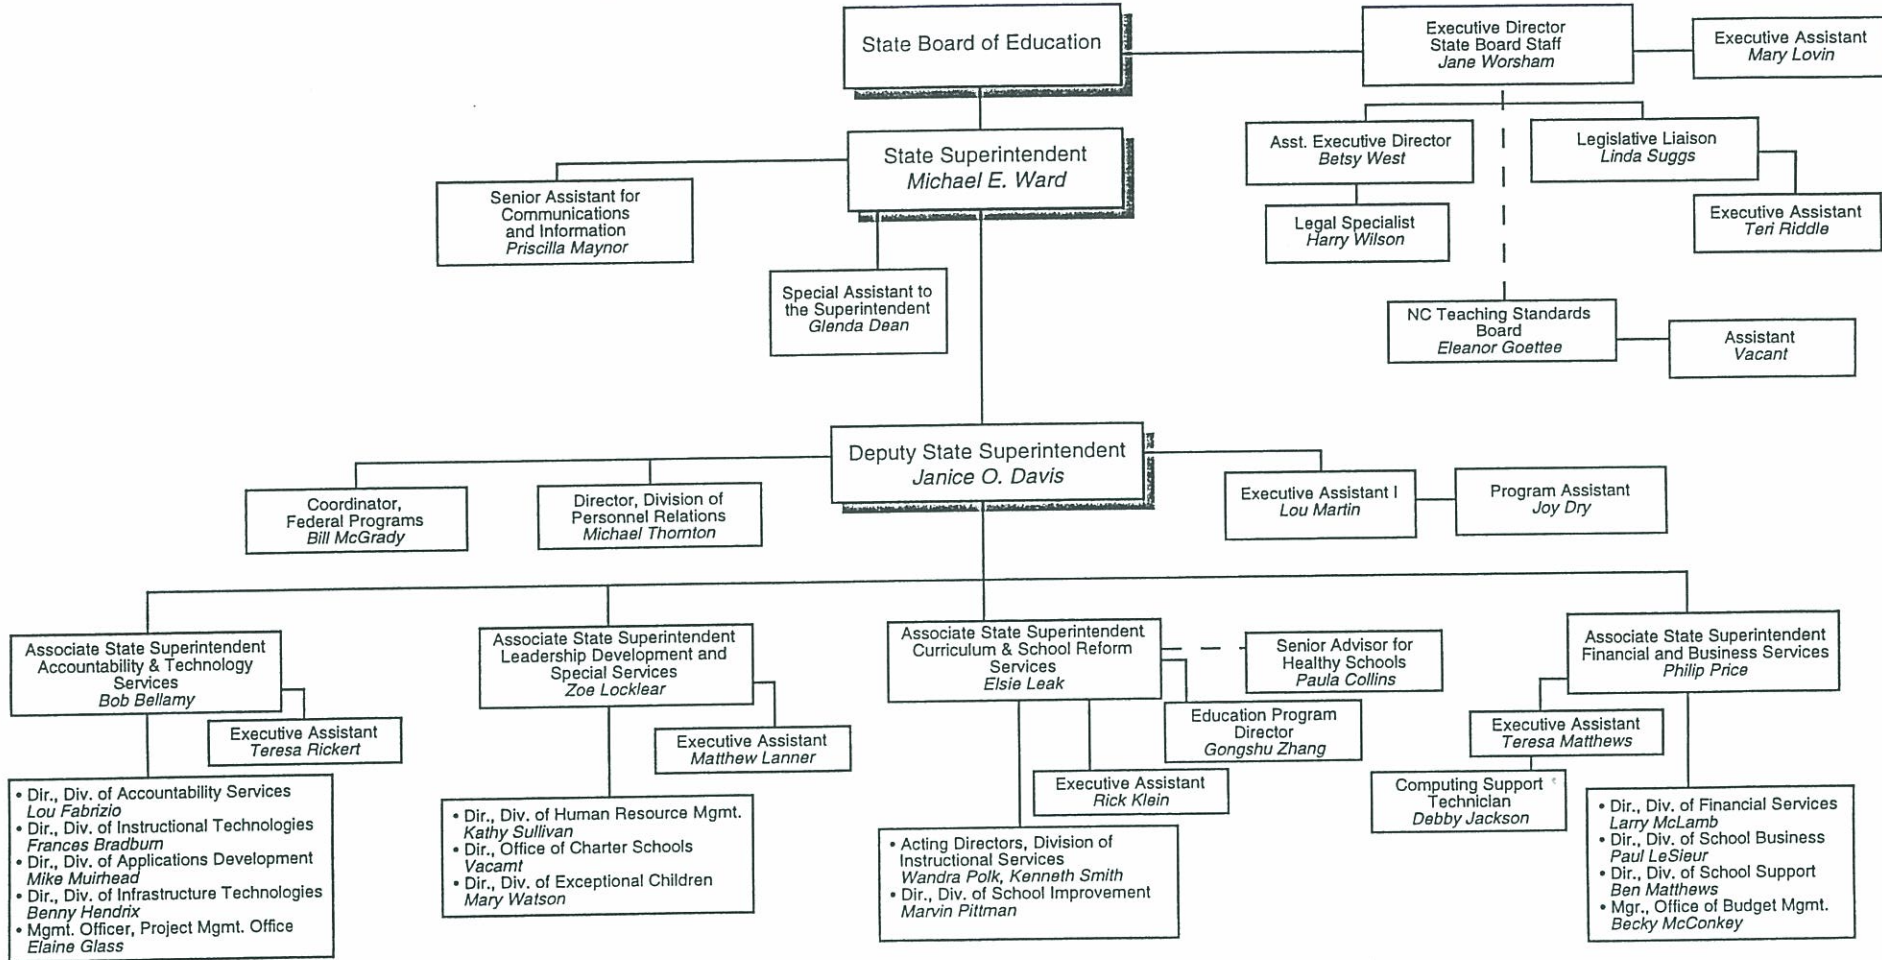 State Board of Education
Executive Director
State Board Staff
Jane Worsham
Executive Assistant
Mary Lovin
Asst. Executive Director
Betsy West
Legislative Liaison
Linda Suggs
Legal Specialist
Harry Wilson
Executive Assistant
Teri Riddle
NC Teaching Standards
Board
Eleanor Goettee
Assistant
Vacant
State Superintendent
Michael E. Ward
Senior Assistant for
Communications
and Information
Priscilla Maynor
Special Assistant to
the Superintendent
Glenda Dean
Deputy State Superintendent
Janice O. Davis
Coordinator,
Federal Programs
Bill McGrady
Director, Division of
Personnel Relations
Michael Thornton
Executive Assistant I
Lou Martin
Program Assistant
Joy Dry
Associate State Superintendent
Accountability & Technology
Services
Bob Bellamy
Executive Assistant
Teresa Rickert
• Dir., Div. of Accountability Services
Lou Fabrizio
• Dir., Div. of Instructional Technologies
Frances Bradburn
• Dir., Div. of Applications Development
Mike Muirhead
• Dir., Div. of Infrastructure Technologies
Benny Hendrix
• Mgmt. Officer, Project Mgmt. Office
Elaine Glass
Associate State Superintendent
Leadership Development and
Special Services
Zoe Locklear
Executive Assistant
Matthew Lanner
• Dir., Div. of Human Resource Mgmt.
Kathy Sullivan
• Dir., Office of Charter Schools
Vacamt
• Dir., Div. of Exceptional Children
Mary Watson
Associate State Superintendent
Curriculum & School Reform
Services
Elsie Leak
Senior Advisor for
Healthy Schools
Paula Collins
Education Program
Director
Gongshu Zhang
Executive Assistant
Rick Klein
• Acting Directors, Division of
Instructional Services
Wandra Polk, Kenneth Smith
• Dir., Div. of School Improvement
Marvin Pittman
Associate State Superintendent
Financial and Business Services
Philip Price
Executive Assistant
Teresa Matthews
Computing Support
Technician
Debby Jackson
• Dir., Div. of Financial Services
Larry McLamb
• Dir., Div. of School Business
Paul LeSieur
• Dir., Div. of School Support
Ben Matthews
• Mgr., Office of Budget Mgmt.
Becky McConkey